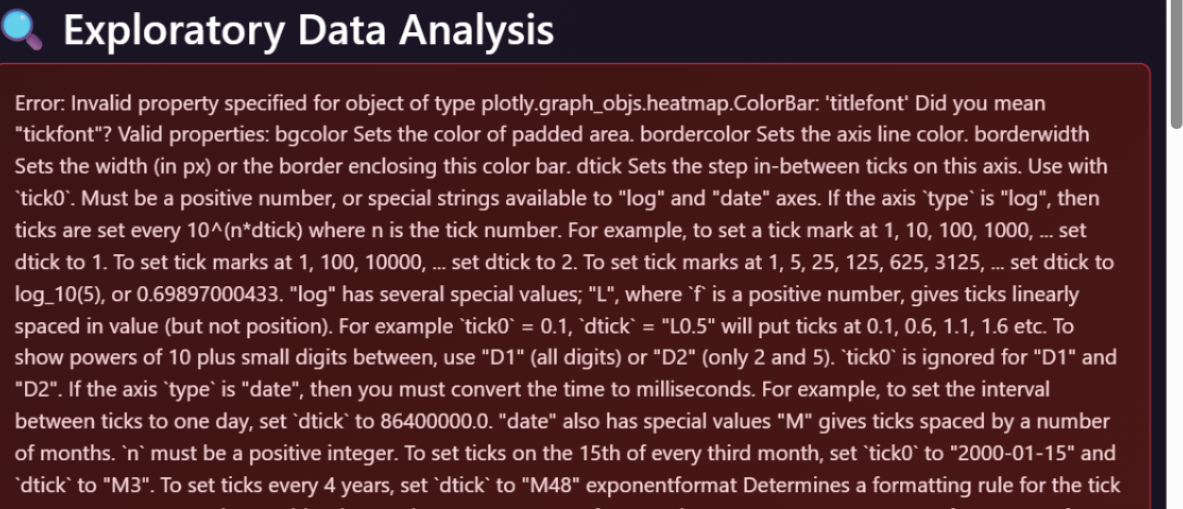 Exploratory Data Analysis
Error: Invalid property specified for object of type plotly.graph_objs.heatmap.ColorBar: 'titlefont' Did you mean
"tickfont"? Valid properties: bgcolor Sets the color of padded area. bordercolor Sets the axis line color. borderwidth
Sets the width (in px) or the border enclosing this color bar. dtick Sets the step in-between ticks on this axis. Use with
`tick0`. Must be a positive number, or special strings available to "log" and "date" axes. If the axis `type` is "log", then
ticks are set every 10^(n*dtick) where n is the tick number. For example, to set a tick mark at 1, 10, 100, 1000, ... set
dtick to 1. To set tick marks at 1, 100, 10000, ... set dtick to 2. To set tick marks at 1, 5, 25, 125, 625, 3125, ... set dtick to
log_10(5), or 0.69897000433. "log" has several special values; "L", where `f` is a positive number, gives ticks linearly
spaced in value (but not position). For example `tick0` = 0.1, `dtick` = "L0.5" will put ticks at 0.1, 0.6, 1.1, 1.6 etc. To
show powers of 10 plus small digits between, use "D1" (all digits) or "D2" (only 2 and 5). `tick0` is ignored for "D1" and
"D2". If the axis `type` is "date", then you must convert the time to milliseconds. For example, to set the interval
between ticks to one day, set `dtick` to 86400000.0. "date" also has special values "M" gives ticks spaced by a number
of months. `n` must be a positive integer. To set ticks on the 15th of every third month, set `tick0` to "2000-01-15" and
`dtick` to "M3". To set ticks every 4 years, set `dtick` to "M48" exponentformat Determines a formatting rule for the tick